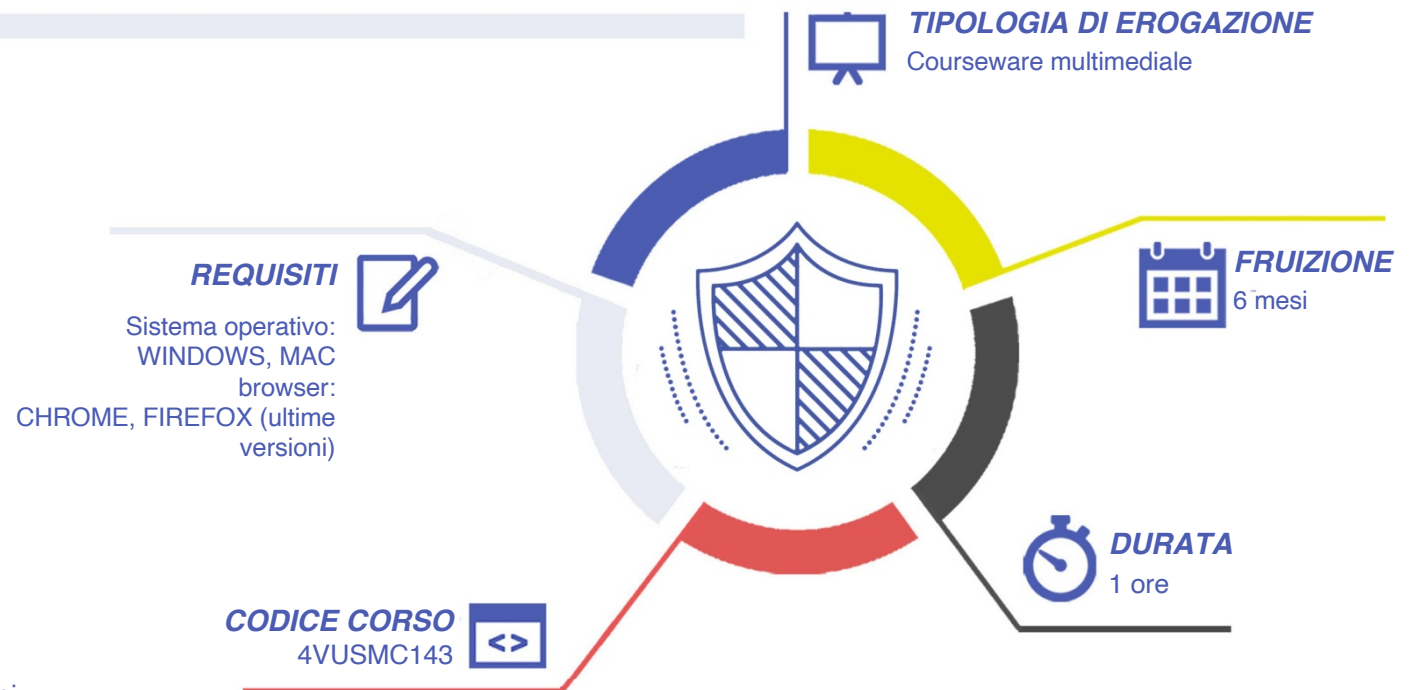 TIPOLOGIA DI EROGAZIONE
Courseware multimediale
REQUISITI
Sistema operativo:
WINDOWS, MAC
browser:
CHROME, FIREFOX (ultime
versioni)
FRUIZIONE
6 mesi
DURATA
1 ore
CODICE CORSO
4VUSMC143
<>